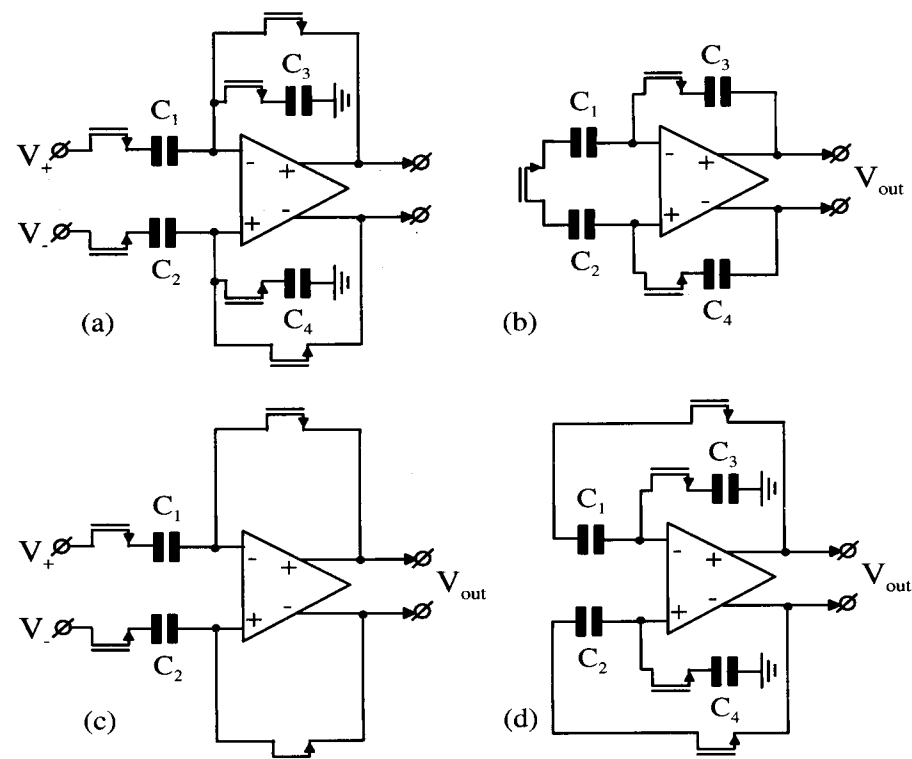 C3
V+
C1
-
+
V-
+
-
C2
C4
(a)
C3
C1
-
+
Vout
+
-
C2
C4
(b)
V+
C1
-
+
Vout
V-
+
-
C2
(c)
C3
C1
-
+
Vout
+
-
C2
C4
(d)